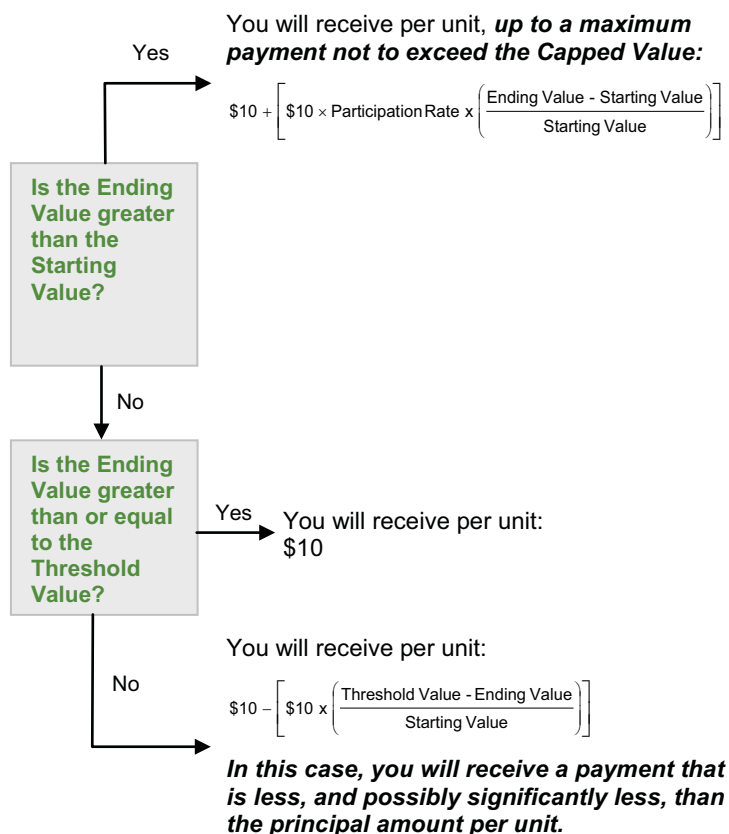 You will receive per unit, up to a maximum
payment not to exceed the Capped Value:
Yes
$10 + [ $10 × Participation Rate x ( Ending Value - Starting Value
Starting Value ) ]
Is the Ending
Value greater
than the
Starting
Value?
No
Is the Ending
Value greater
than or equal
to the
Threshold
Value?
Yes
You will receive per unit:
$10
No
You will receive per unit:
$10 – [ $10 x ( Threshold Value - Ending Value
Starting Value ) ]
In this case, you will receive a payment that
is less, and possibly significantly less, than
the principal amount per unit.